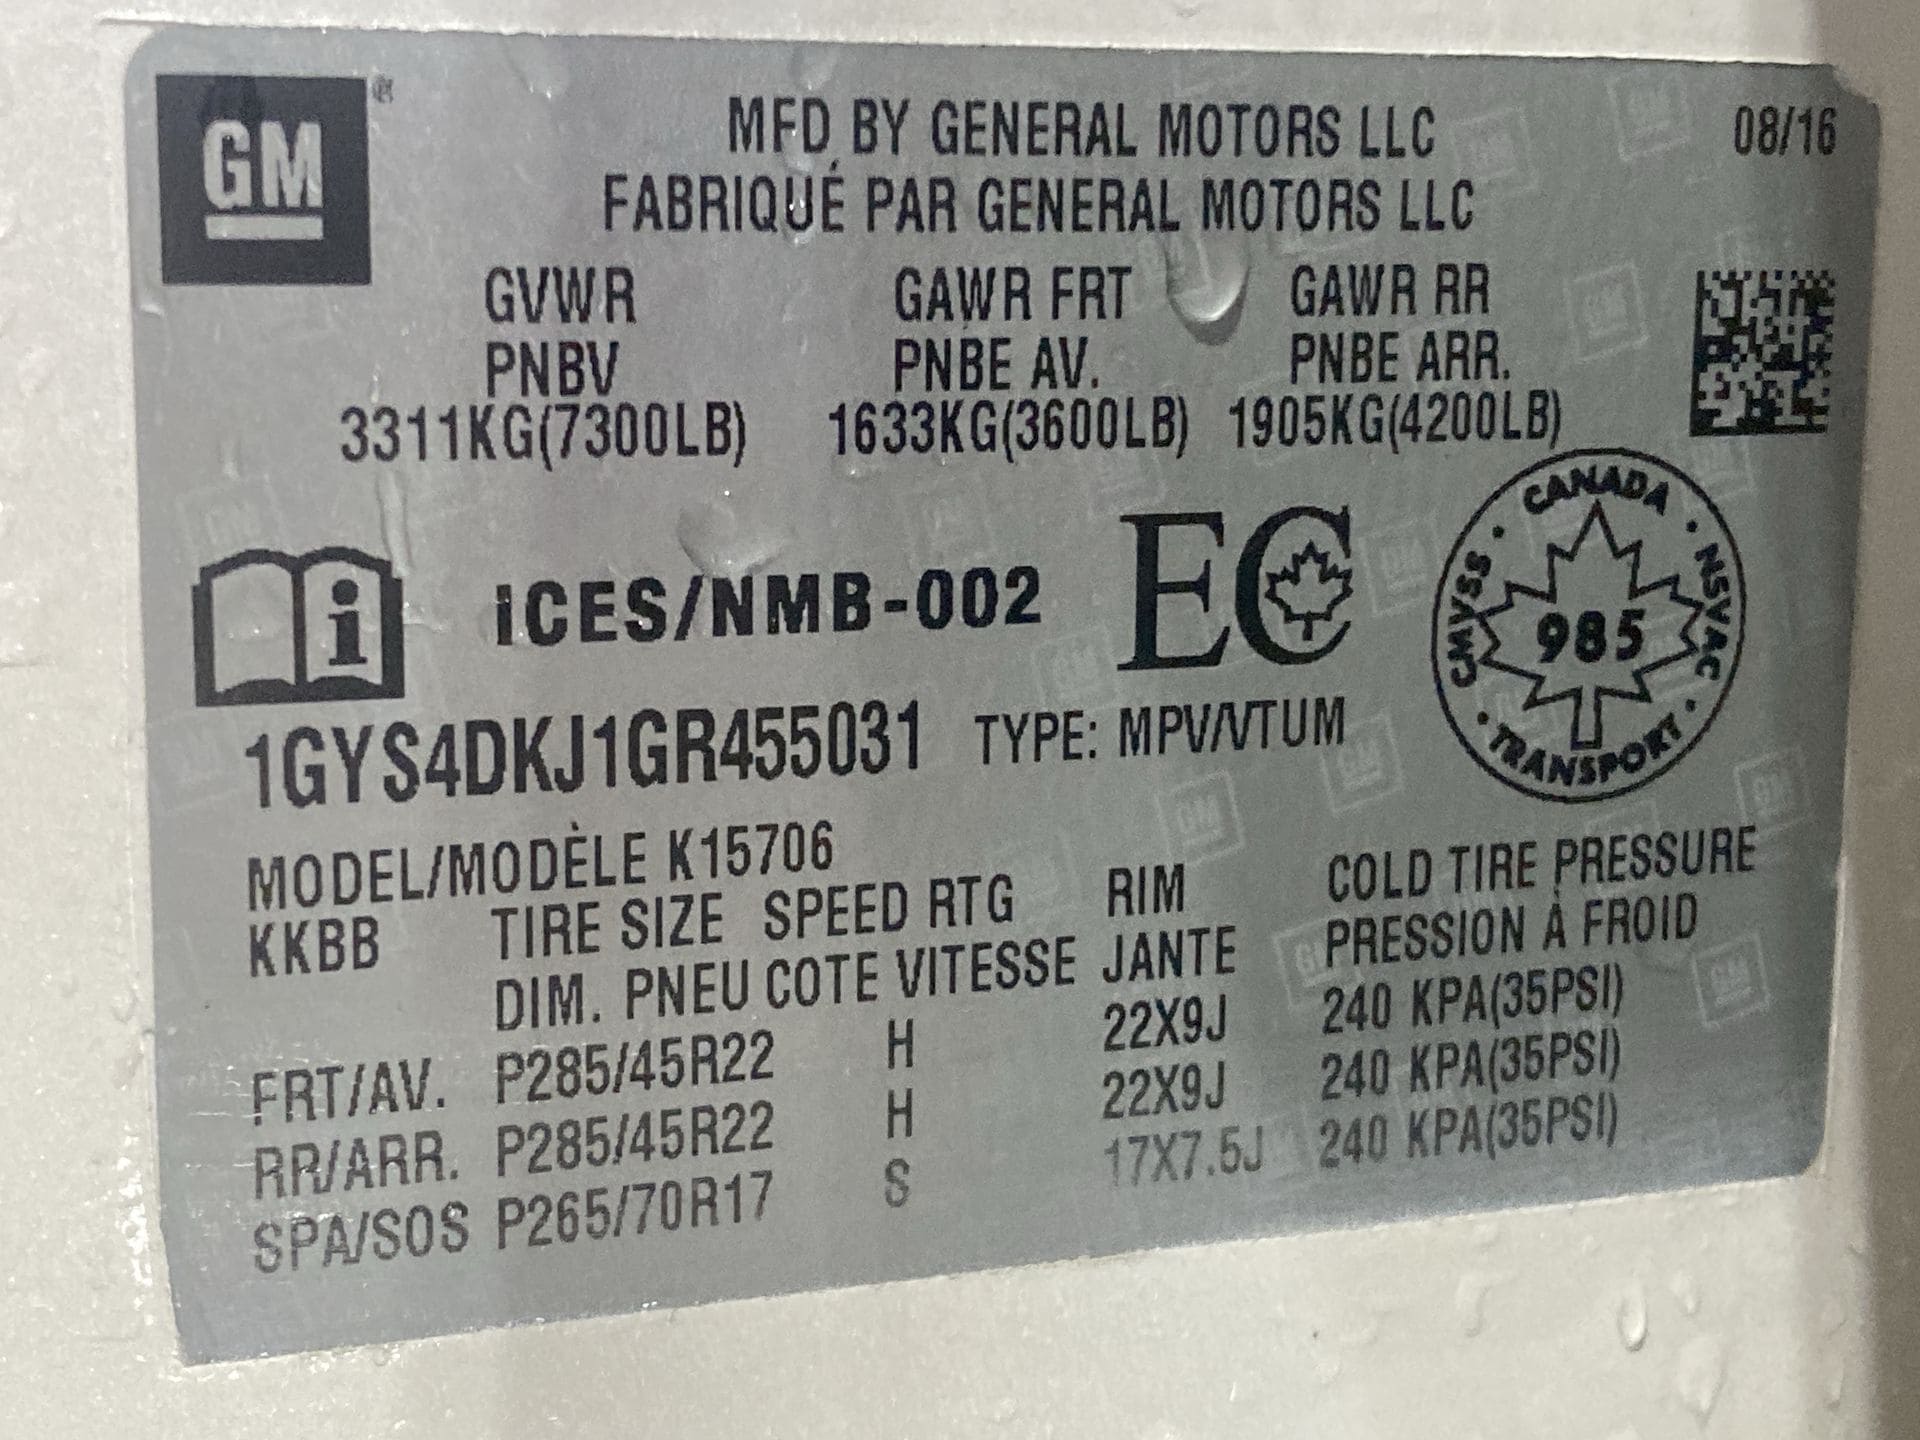 GM
MFD BY GENERAL MOTORS LLC
08/16
FABRIQUÉ PAR GENERAL MOTORS LLC
GVWR GAWR FRT GAWR RR
PNBV PNBE AV. PNBE ARR.
3311KG(7300LB) 1633KG(3600LB) 1905KG(4200LB)
i ICES/NMB-002 EC
CANADA
CMVSS · 985 · NSVAC
TRANSPORT
1GYS4DKJ1GR455031 TYPE: MPV/VTUM
MODEL/MODÈLE K15706
KKBB TIRE SIZE SPEED RTG RIM COLD TIRE PRESSURE
DIM. PNEU COTE VITESSE JANTE PRESSION À FROID
FRT/AV. P285/45R22 H 22X9J 240 KPA(35PSI)
RR/ARR. P285/45R22 H 22X9J 240 KPA(35PSI)
SPA/SOS P265/70R17 S 17X7.5J 240 KPA(35PSI)